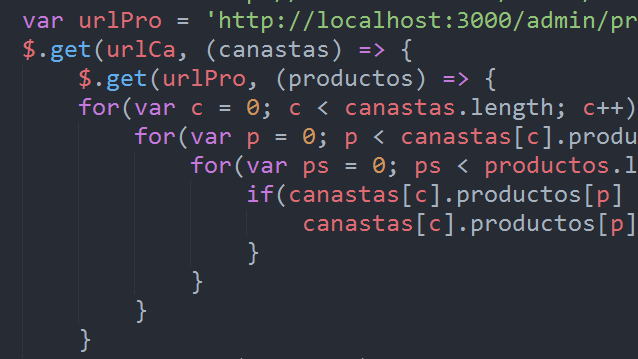 var urlPro = 'http://localhost:3000/admin/pr
$.get(urlCa, (canastas) => {
$.get(urlPro, (productos) => {
for(var c = 0; c < canastas.length; c++)
for(var p = 0; p < canastas[c].produ
for(var ps = 0; ps < productos.l
if(canastas[c].productos[p]
canastas[c].productos[p]
}
}
}
}